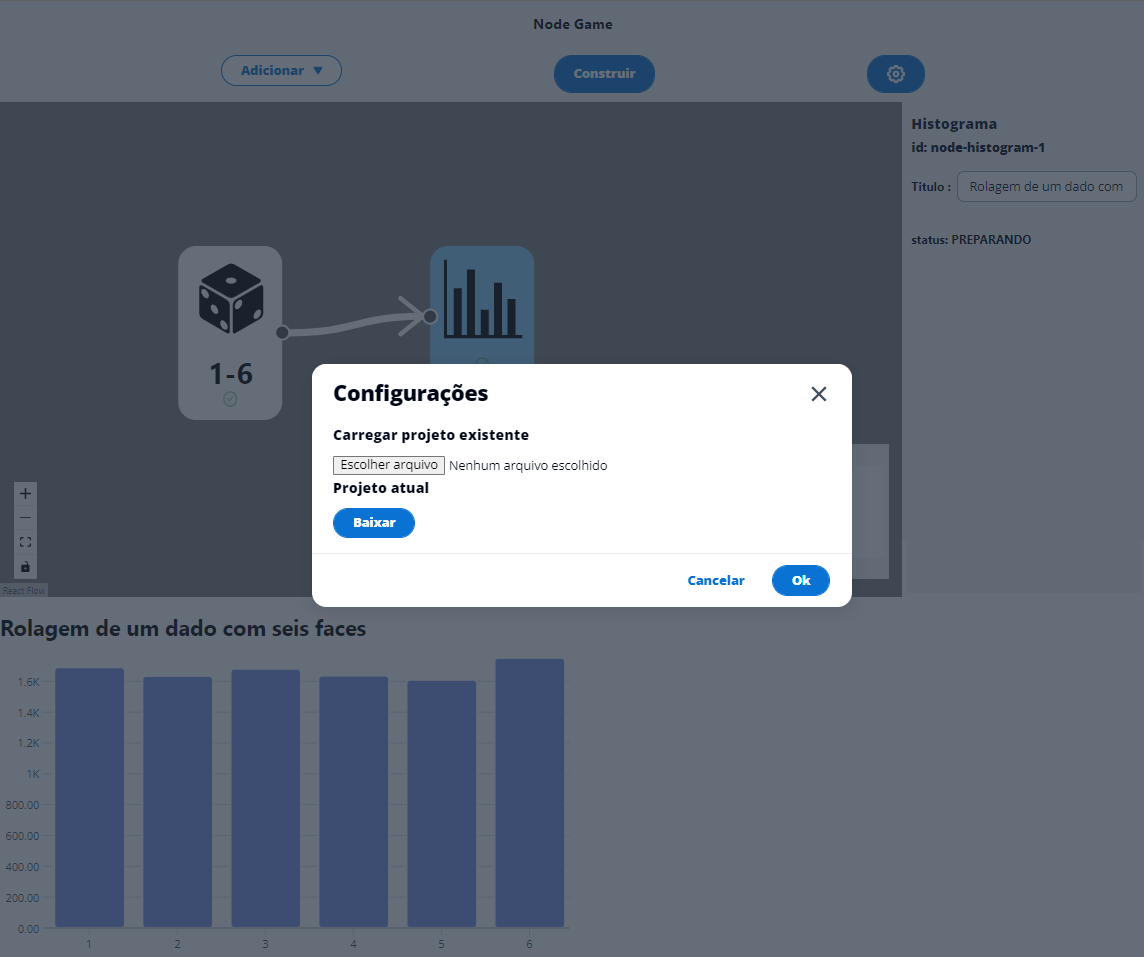 Node Game
Adicionar ▼
Construir
Histograma
id: node-histogram-1
Título : Rolagem de um dado com
status: PREPARANDO
1-6
Configurações
Carregar projeto existente
Escolher arquivo Nenhum arquivo escolhido
Projeto atual
Baixar
Cancelar Ok
React Flow
Rolagem de um dado com seis faces
1.6K
1.4K
1.2K
1K
800.00
600.00
400.00
200.00
0.00
1 2 3 4 5 6